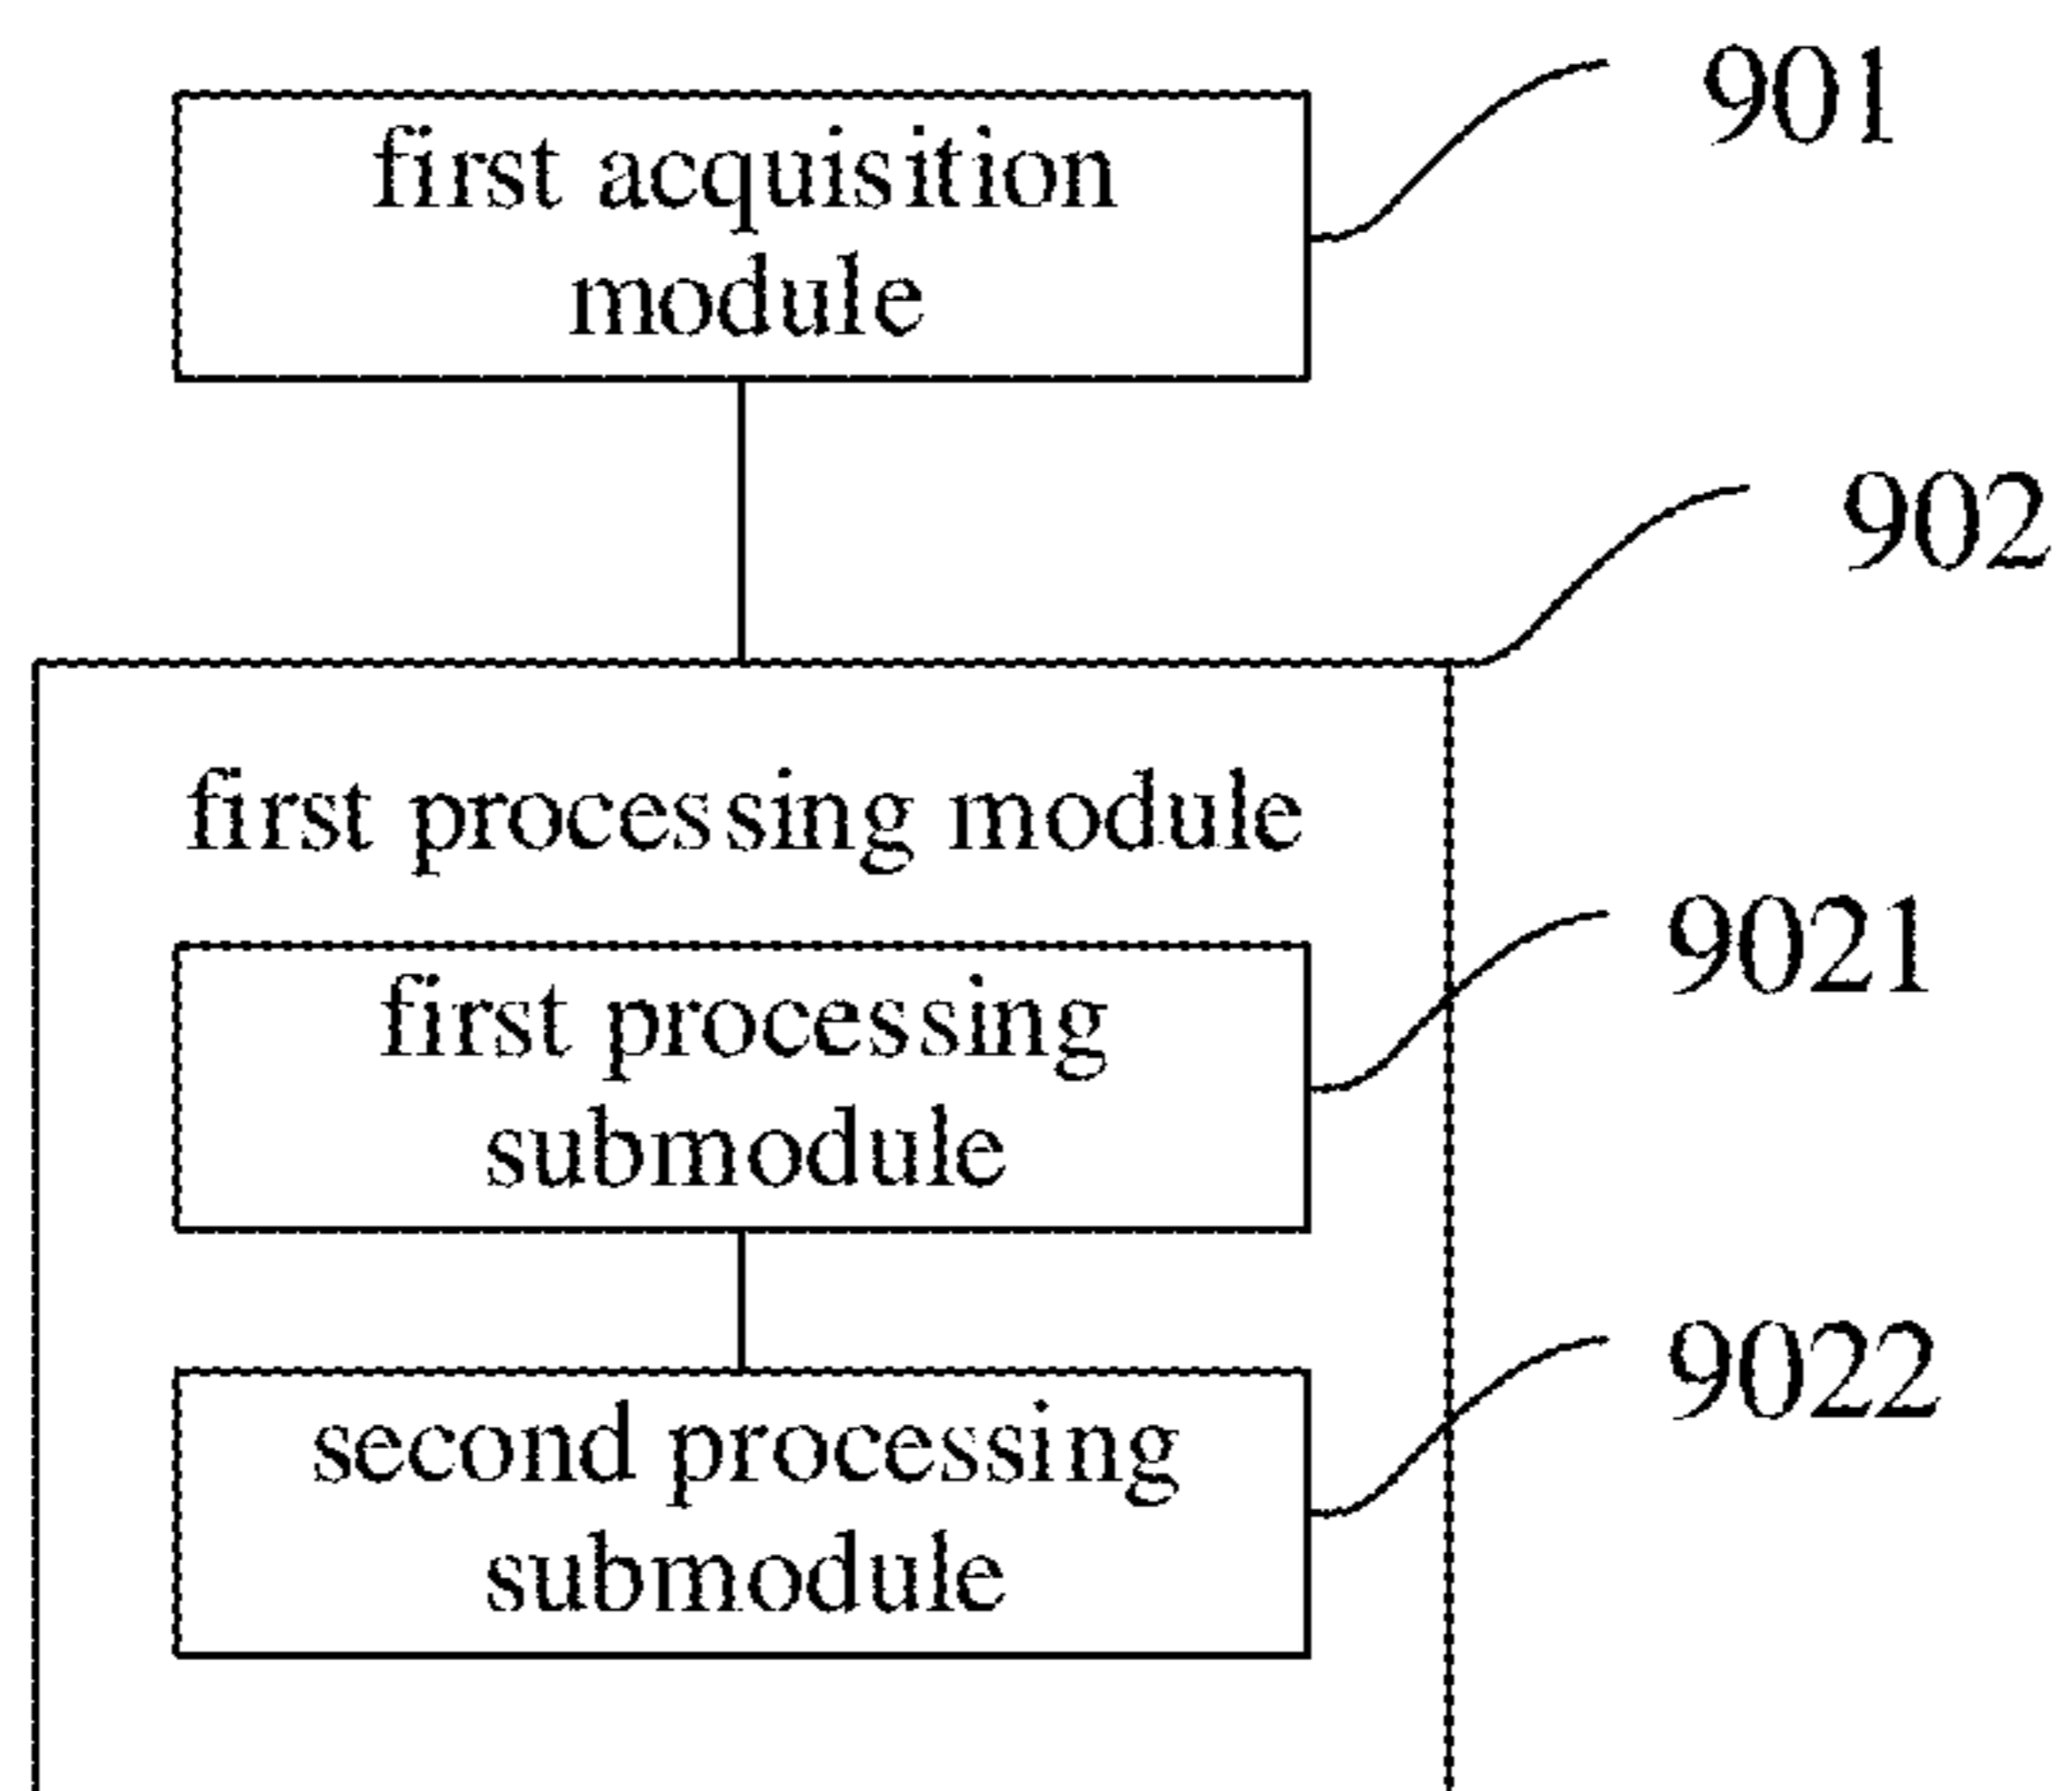 first acquisition
module
901
902
first processing module
first processing
submodule
9021
second processing
submodule
9022